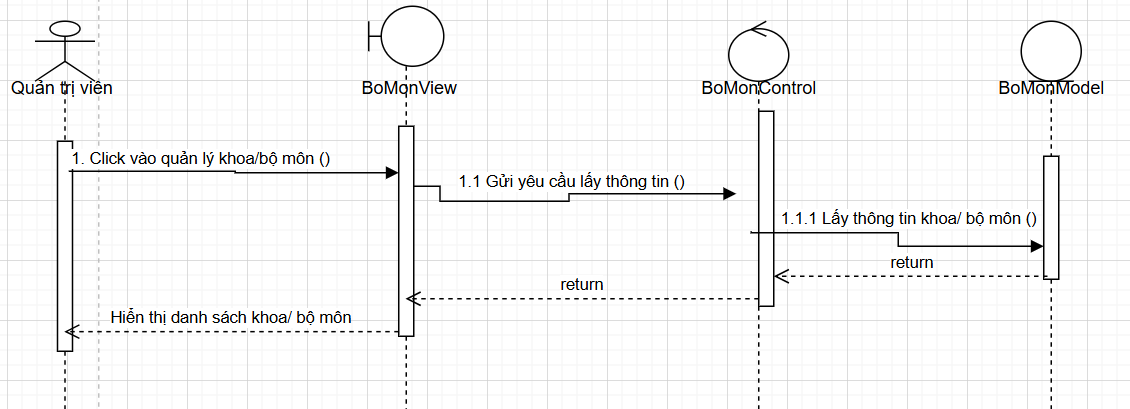 Quản trị viên
BoMonView
BoMonControl
BoMonModel
1. Click vào quản lý khoa/bộ môn ()
1.1 Gửi yêu cầu lấy thông tin ()
1.1.1 Lấy thông tin khoa/ bộ môn ()
return
return
Hiển thị danh sách khoa/ bộ môn